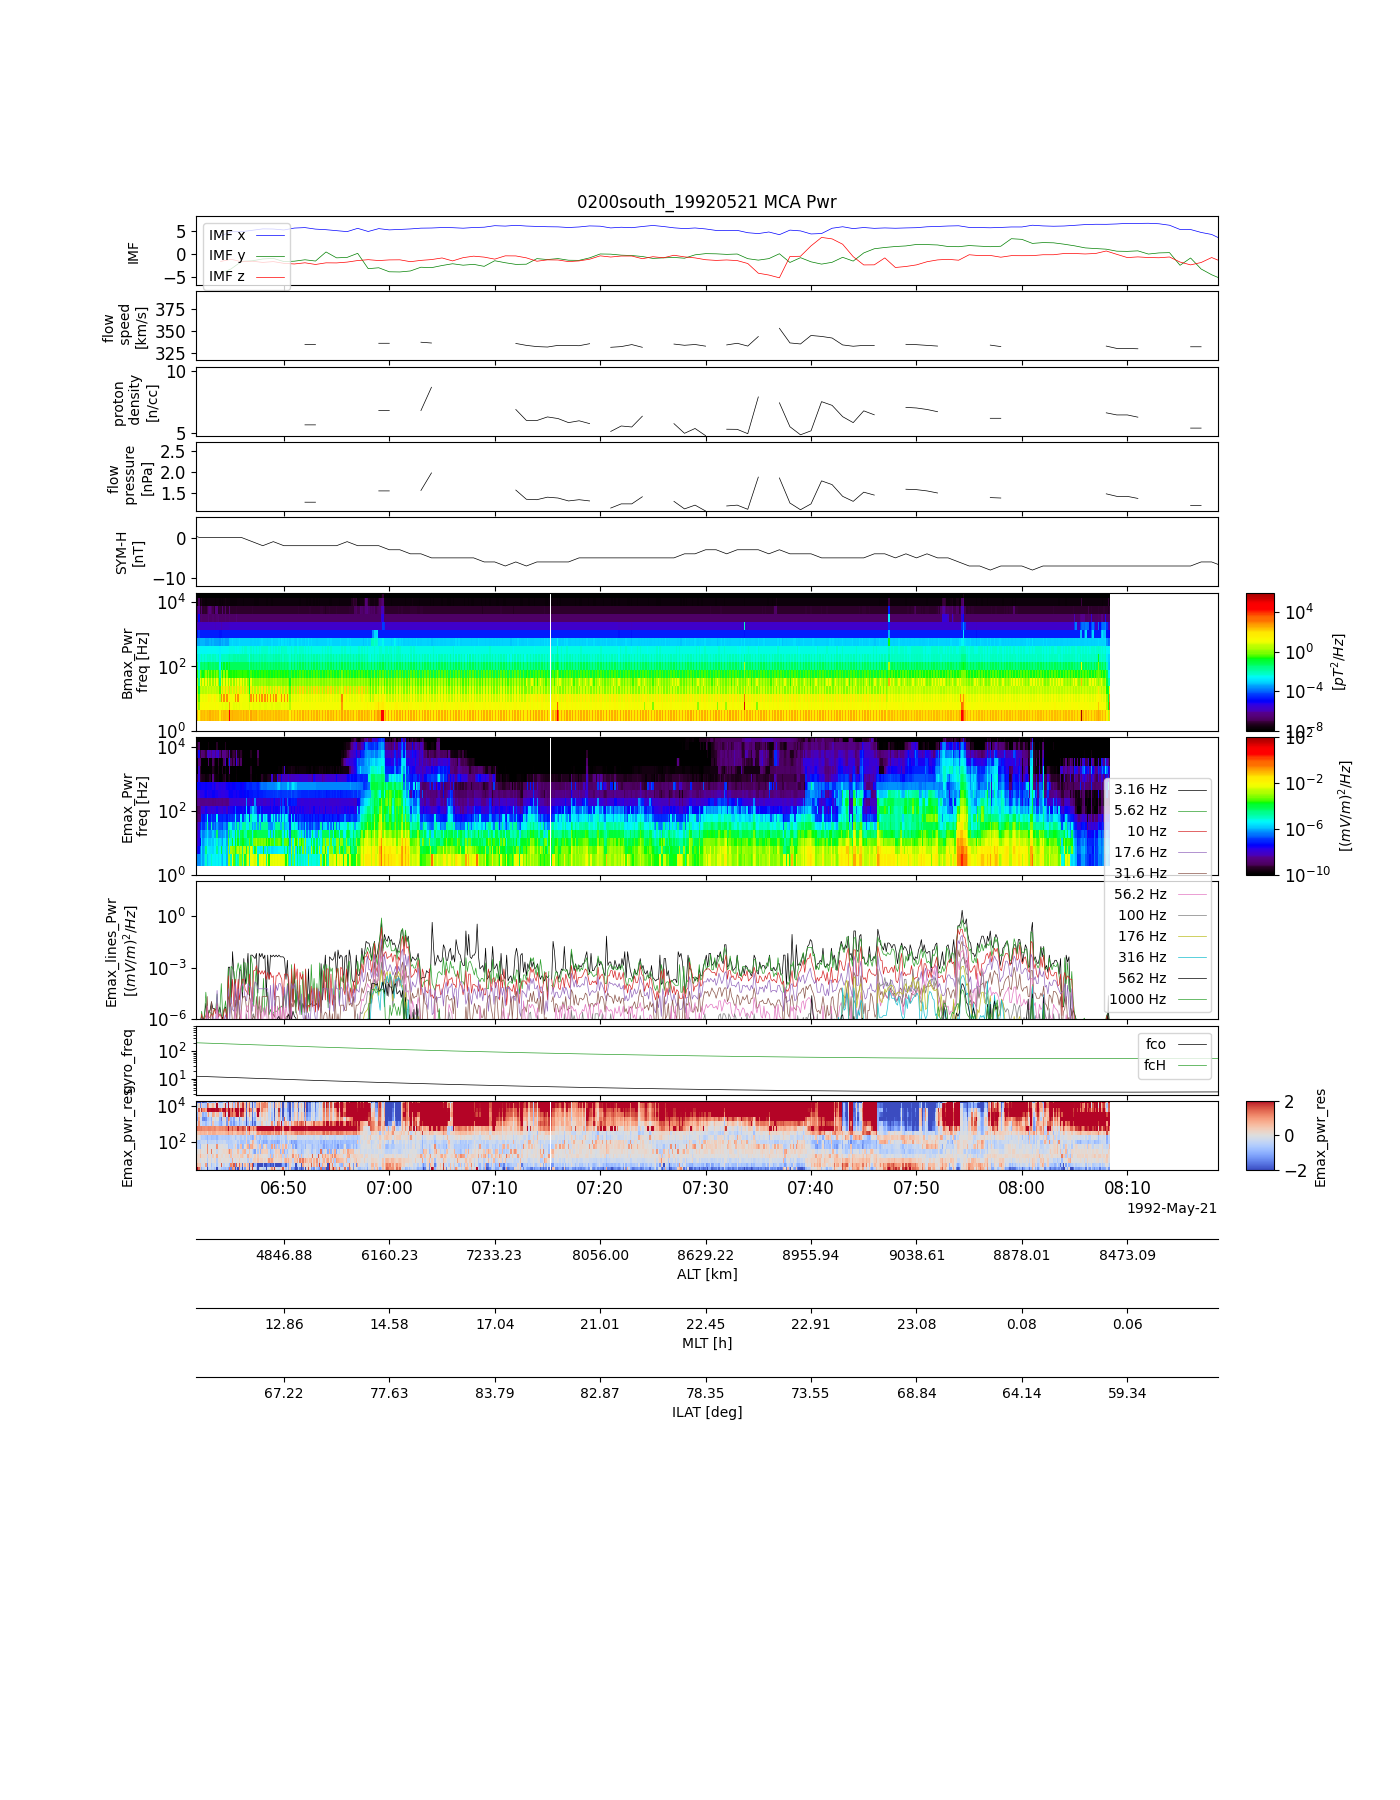 0200south_19920521 MCA Pwr
IMF
5
0
−5
IMF x
IMF y
IMF z
flow
speed
[km/s]
375
350
325
proton
density
[n/cc]
10
5
flow
pressure
[nPa]
2.5
2.0
1.5
SYM-H
[nT]
0
−10
Bmax_Pwr
freq [Hz]
10^4
10^2
10^0
10^4
10^0
10^-4
10^-8
[pT^2/Hz]
Emax_Pwr
freq [Hz]
10^4
10^2
10^0
10^2
10^-2
10^-6
10^-10
[(mV/m)^2/Hz]
3.16 Hz
5.62 Hz
10 Hz
17.6 Hz
31.6 Hz
56.2 Hz
100 Hz
176 Hz
316 Hz
562 Hz
1000 Hz
Emax_lines_Pwr
[(mV/m)^2/Hz]
10^0
10^-3
10^-6
gyro_freq
10^2
10^1
fco
fcH
Emax_pwr_res
10^4
10^2
2
0
−2
Emax_pwr_res
06:50 07:00 07:10 07:20 07:30 07:40 07:50 08:00 08:10
1992-May-21
4846.88 6160.23 7233.23 8056.00 8629.22 8955.94 9038.61 8878.01 8473.09
ALT [km]
12.86 14.58 17.04 21.01 22.45 22.91 23.08 0.08 0.06
MLT [h]
67.22 77.63 83.79 82.87 78.35 73.55 68.84 64.14 59.34
ILAT [deg]